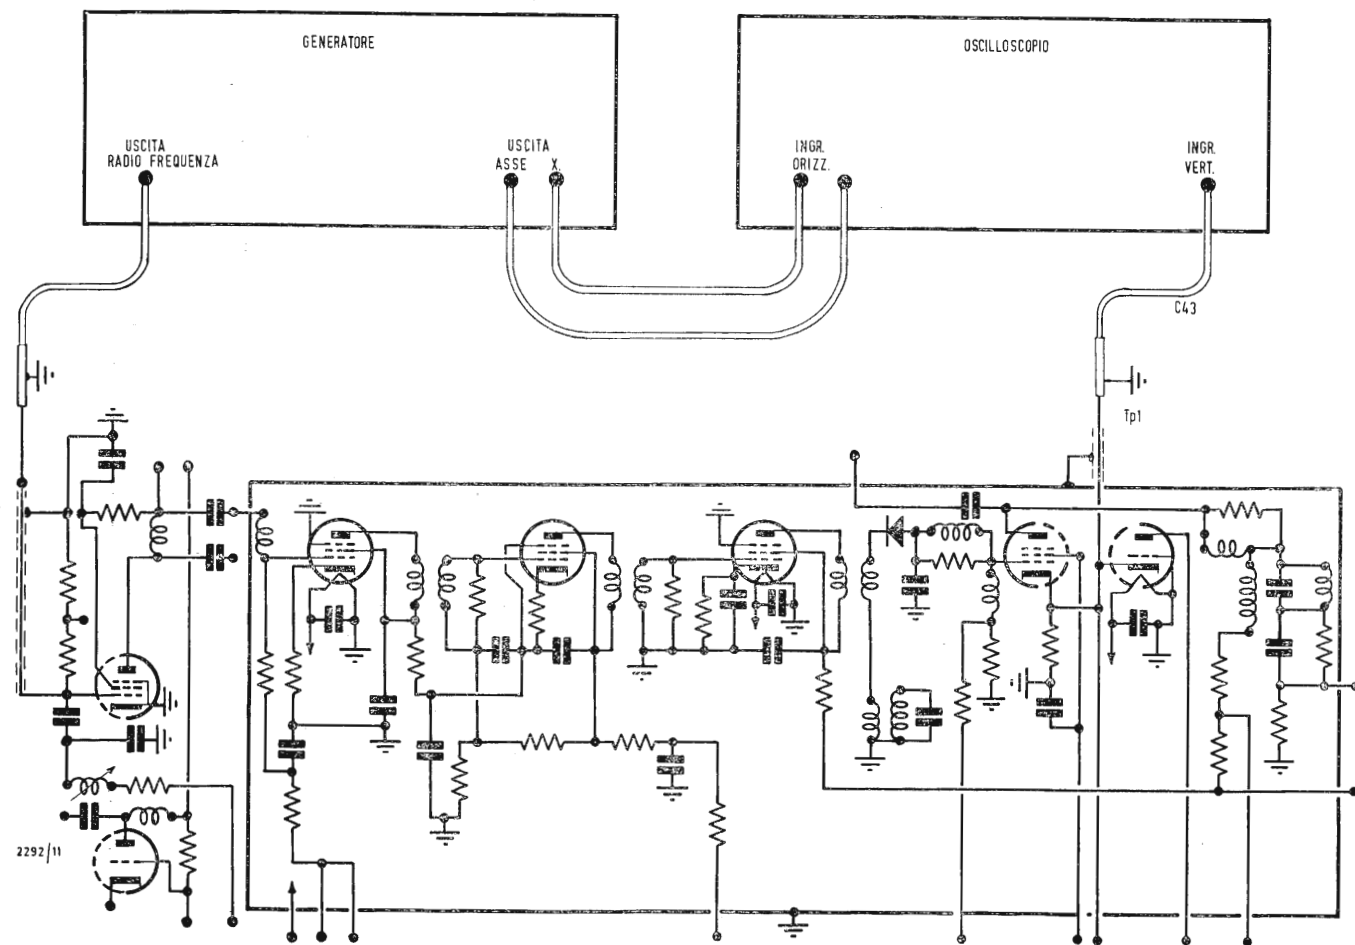 GENERATORE
OSCILLOSCOPIO
USCITA
RADIO FREQUENZA
USCITA
ASSE X.
INGR.
ORIZZ.
INGR.
VERT.
C43
Tp1
2292/11